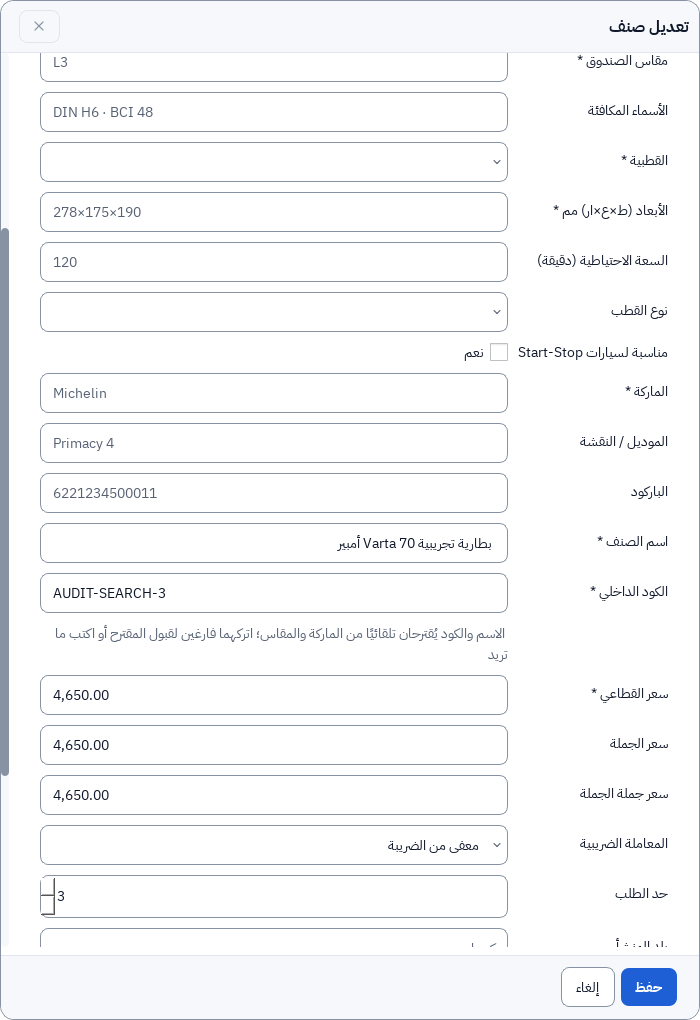 تعديل صنف
مقاس الصندوق *
L3
الأسماء المكافئة
DIN H6 · BCI 48
القطبية *
الأبعاد (ط×ع×ار) مم *
278×175×190
السعة الاحتياطية (دقيقة)
120
نوع القطب
مناسبة لسيارات Start-Stop
نعم
الماركة *
Michelin
الموديل / النقشة
Primacy 4
الباركود
6221234500011
اسم الصنف *
بطارية تجريبية Varta 70 أمبير
الكود الداخلي *
AUDIT-SEARCH-3
الاسم والكود يُقترحان تلقائيًا من الماركة والمقاس؛ اتركهما فارغين لقبول المقترح أو اكتب ما
تريد
سعر القطاعي *
4,650.00
سعر الجملة
4,650.00
سعر جملة الجملة
4,650.00
المعاملة الضريبية
معفى من الضريبة
حد الطلب
3
بلد المنشأ
حفظ
إلغاء